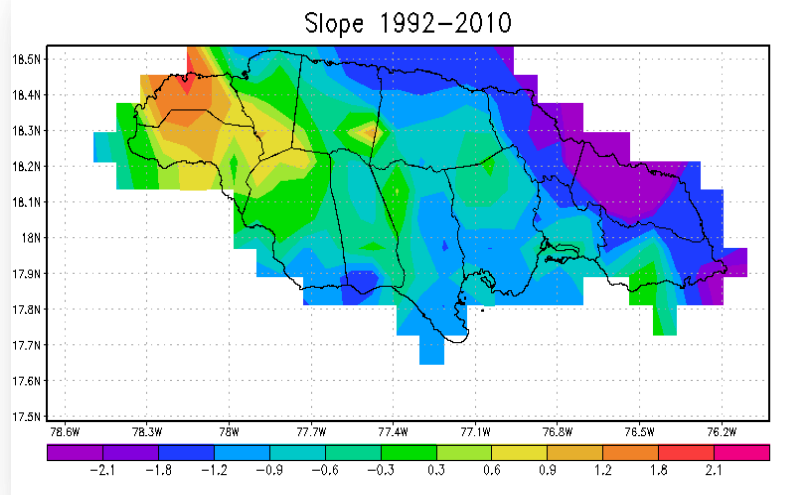 Slope 1992−2010
18.5N
18.4N
18.3N
18.2N
18.1N
18N
17.9N
17.8N
17.7N
17.6N
17.5N
78.6W 78.3W 78W 77.7W 77.4W 77.1W 76.8W 76.5W 76.2W
−2.1 −1.8 −1.2 −0.9 −0.6 −0.3 0.3 0.6 0.9 1.2 1.8 2.1